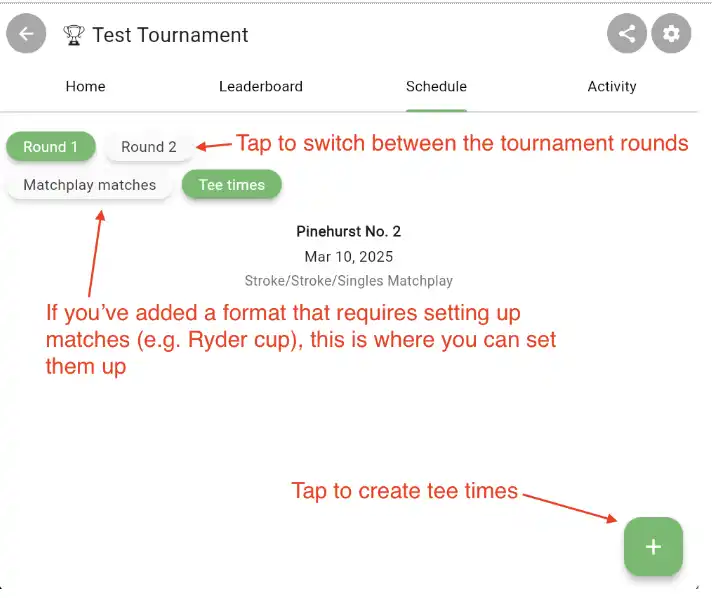 Test Tournament
Home Leaderboard Schedule Activity
Round 1 Round 2 Tap to switch between the tournament rounds
Matchplay matches Tee times
Pinehurst No. 2
Mar 10, 2025
Stroke/Stroke/Singles Matchplay
If you’ve added a format that requires setting up
matches (e.g. Ryder cup), this is where you can set
them up
Tap to create tee times
+